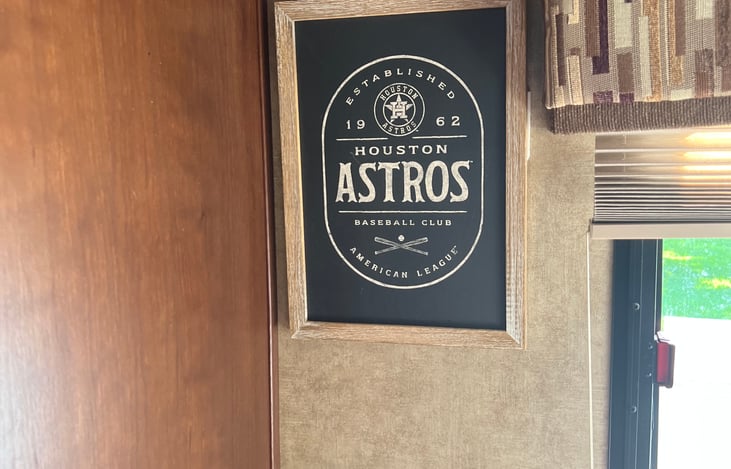 ESTABLISHED
HOUSTON
ASTROS
19 62
HOUSTON
ASTROS
BASEBALL CLUB
AMERICAN LEAGUE